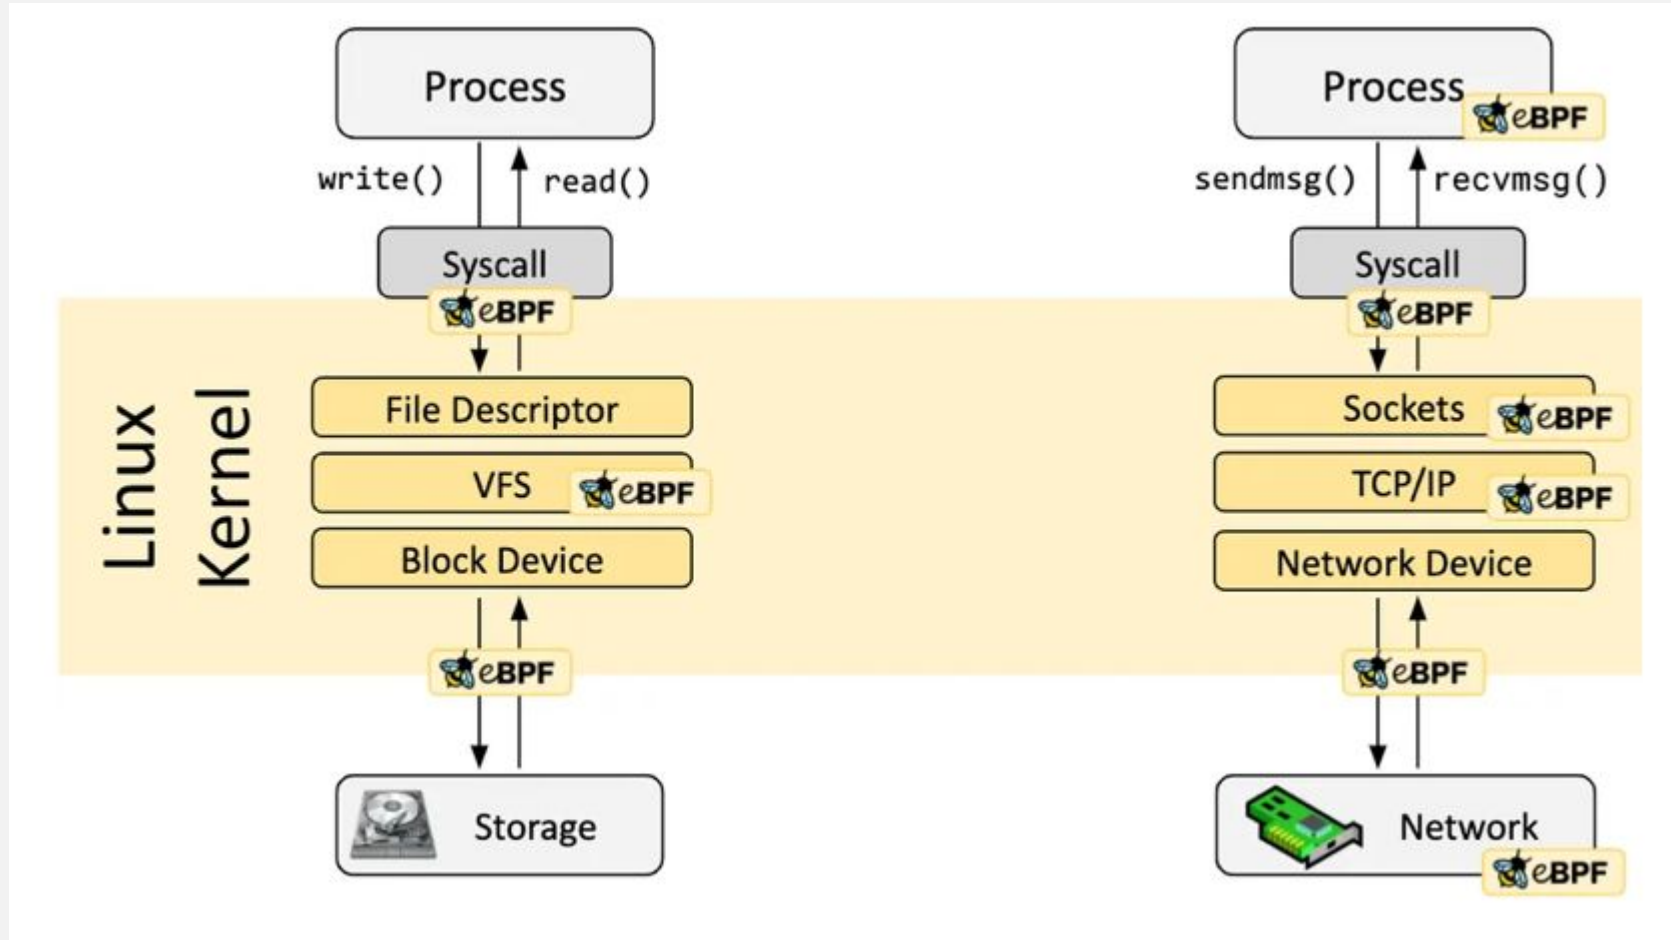 Process
write()
read()
Syscall
eBPF
Linux
Kernel
File Descriptor
VFS
eBPF
Block Device
eBPF
Storage
Process
eBPF
sendmsg()
recvmsg()
Syscall
eBPF
Sockets
eBPF
TCP/IP
eBPF
Network Device
eBPF
Network
eBPF